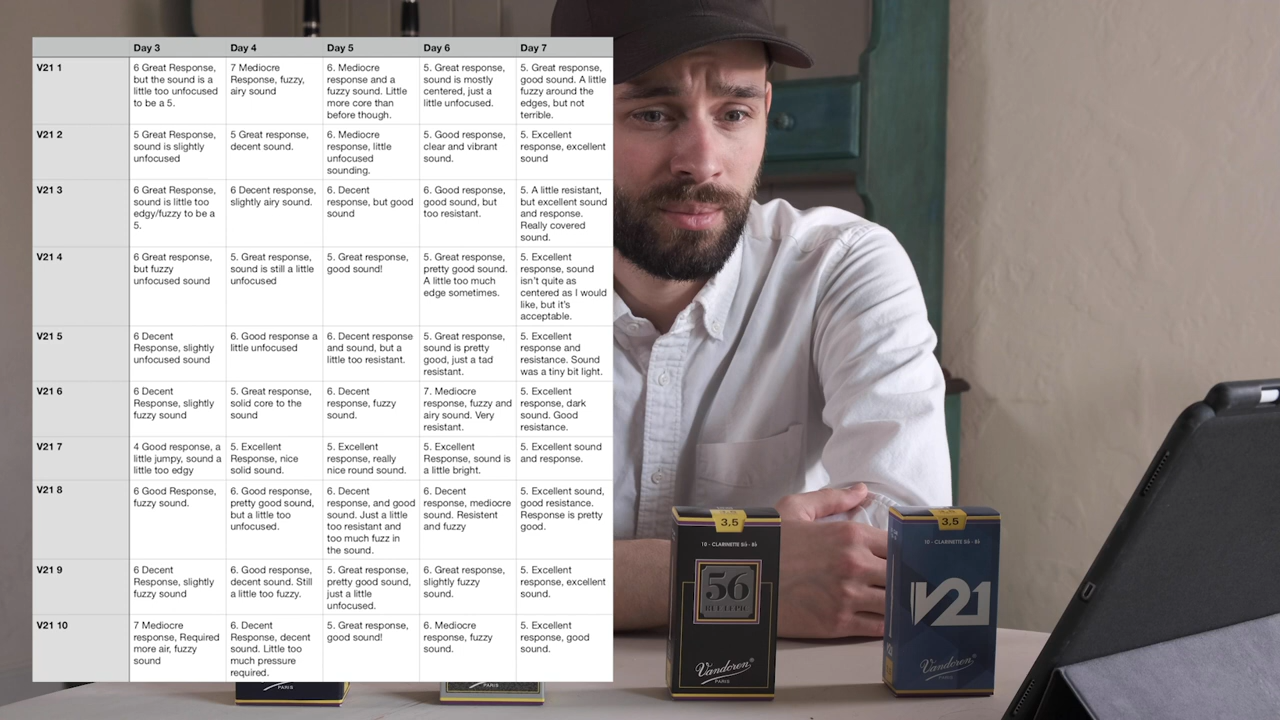 Day 3 Day 4 Day 5 Day 6 Day 7
V21 1
6 Great Response,
but the sound is a
little too unfocused
to be a 5.
7 Mediocre
Response, fuzzy,
airy sound
6. Mediocre
response and a
fuzzy sound. Little
more core than
before though.
5. Great response,
sound is mostly
centered, just a
little unfocused.
5. Great response,
good sound. A little
fuzzy around the
edges, but not
terrible.
V21 2
5 Great Response,
sound is slightly
unfocused
5 Great response,
decent sound.
6. Mediocre
response, little
unfocused
sounding.
5. Good response,
clear and vibrant
sound.
5. Excellent
response, excellent
sound
V21 3
6 Great Response,
sound is little too
edgy/fuzzy to be a
5.
6 Decent response,
slightly airy sound.
6. Decent
response, but good
sound
6. Good response,
good sound, but
too resistant.
5. A little resistant,
but excellent sound
and response.
Really covered
sound.
V21 4
6 Great response,
but fuzzy
unfocused sound
5. Great response,
sound is still a little
unfocused
5. Great response,
good sound!
5. Great response,
pretty good sound.
A little too much
edge sometimes.
5. Excellent
response, sound
isn't quite as
centered as I would
like, but it's
acceptable.
V21 5
6 Decent
Response, slightly
unfocused sound
6. Good response a
little unfocused
6. Decent response
and sound, but a
little too resistant.
5. Great response,
sound is pretty
good, just a tad
resistant.
5. Excellent
response and
resistance. Sound
was a tiny bit light.
V21 6
6 Decent
Response, slightly
fuzzy sound
5. Great response,
solid core to the
sound
6. Decent
response, fuzzy
sound.
7. Mediocre
response, fuzzy and
airy sound. Very
resistant.
5. Excellent
response, dark
sound. Good
resistance.
V21 7
4 Good response, a
little jumpy, sound a
little too edgy
5. Excellent
Response, nice
solid sound.
5. Excellent
response, really
nice round sound.
5. Excellent
Response, sound is
a little bright.
5. Excellent sound
and response.
V21 8
6 Good Response,
fuzzy sound.
6. Good response,
pretty good sound,
but a little too
unfocused.
6. Decent
response, and good
sound. Just a little
too resistant and
too much fuzz in
the sound.
6. Decent
response, mediocre
sound. Resistent
and fuzzy
5. Excellent sound,
good resistance.
Response is pretty
good.
V21 9
6 Decent
Response, slightly
fuzzy sound
6. Good response,
decent sound. Still
a little too fuzzy.
5. Great response,
pretty good sound,
just a little
unfocused.
6. Great response,
slightly fuzzy
sound.
5. Excellent
response, excellent
sound.
V21 10
7 Mediocre
response, Required
more air, fuzzy
sound
6. Decent
Response, decent
sound. Little too
much pressure
required.
5. Great response,
good sound!
6. Mediocre
response, fuzzy
sound.
5. Excellent
response, good
sound.
PARIS
PARIS
3,5
10 - CLARINETTE Sib - Bb
56
RUE LEPIC
Vandoren
PARIS
3,5
10 - CLARINETTE Sib - Bb
V21
Vandoren
PARIS